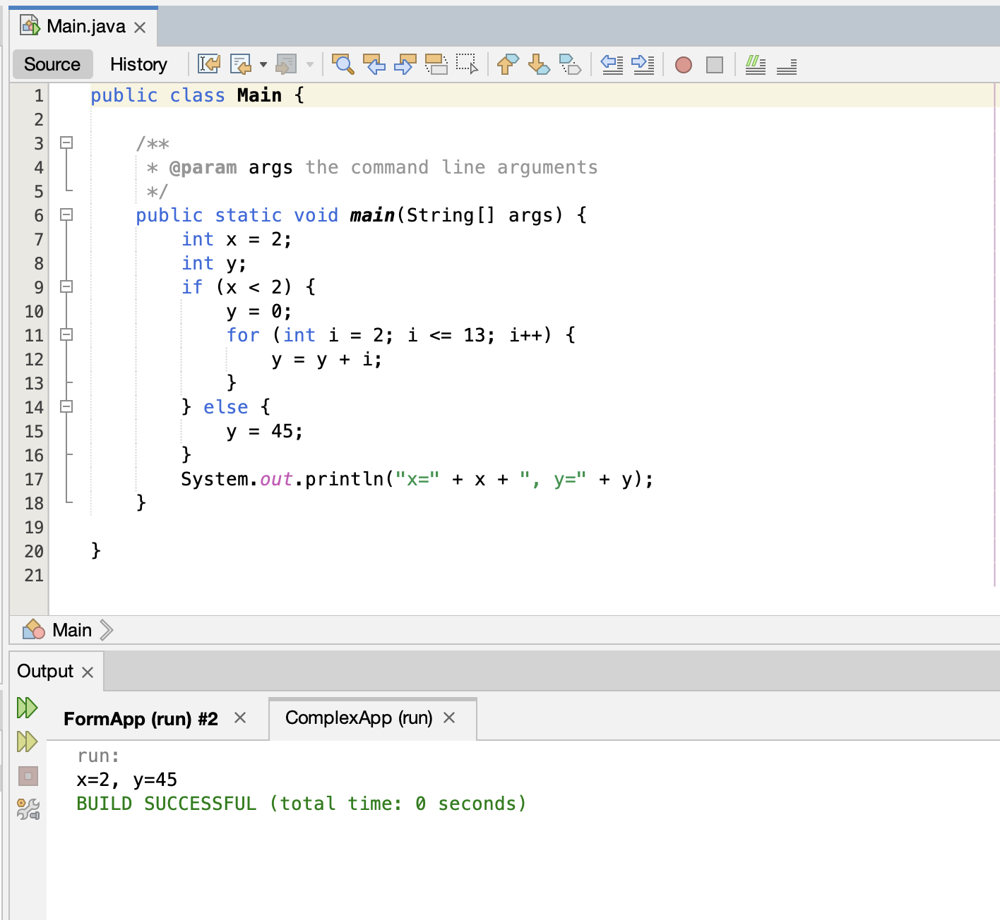 Main.java
Source History
1 public class Main {
2
3 /**
4 * @param args the command line arguments
5 */
6 public static void main(String[] args) {
7 int x = 2;
8 int y;
9 if (x < 2) {
10 y = 0;
11 for (int i = 2; i <= 13; i++) {
12 y = y + i;
13 }
14 } else {
15 y = 45;
16 }
17 System.out.println("x=" + x + ", y=" + y);
18 }
19
20 }
21
Main
Output
FormApp (run) #2 ComplexApp (run)
run:
x=2, y=45
BUILD SUCCESSFUL (total time: 0 seconds)